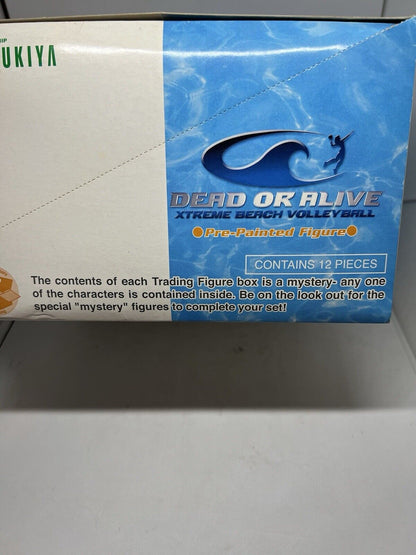 UKIYA
DEAD OR ALIVE
XTREME BEACH VOLLEYBALL
Pre-Painted Figure
CONTAINS 12 PIECES
The contents of each Trading Figure box is a mystery- any one
of the characters is contained inside. Be on the look out for the
special "mystery" figures to complete your set!